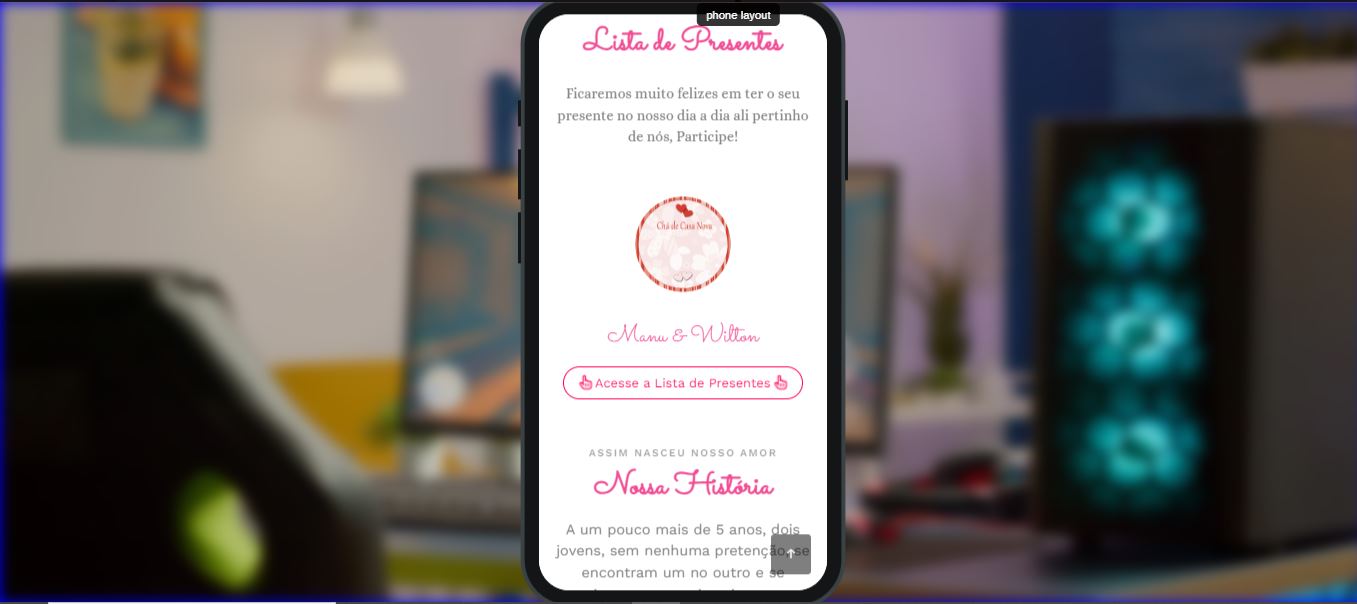 phone layout
Lista de Presentes
Ficaremos muito felizes em ter o seu
presente no nosso dia a dia ali pertinho
de nós, Participe!
Chá de Casa Nova
Manu & Wilton
Acesse a Lista de Presentes
ASSIM NASCEU NOSSO AMOR
Nossa História
A um pouco mais de 5 anos, dois
jovens, sem nenhuma pretenção, se
encontram um no outro e se